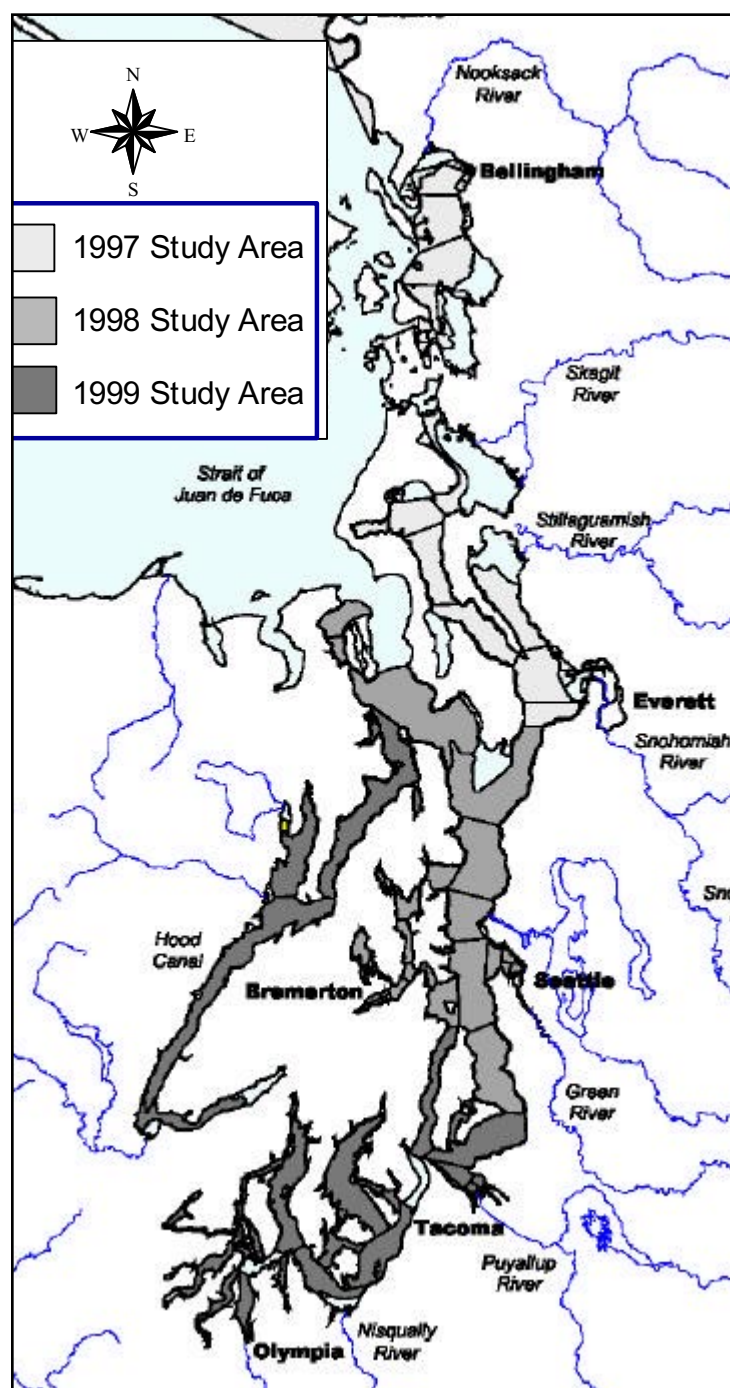 N
W E
S
1997 Study Area
1998 Study Area
1999 Study Area
Nooksack
River
Bellingham
Skagit
River
Strait of
Juan de Fuca
Stillaguamish
River
Everett
Snohomish
River
Sno
Hood
Canal
Bremerton
Seattle
Green
River
Tacoma
Puyallup
River
Nisqually
River
Olympia